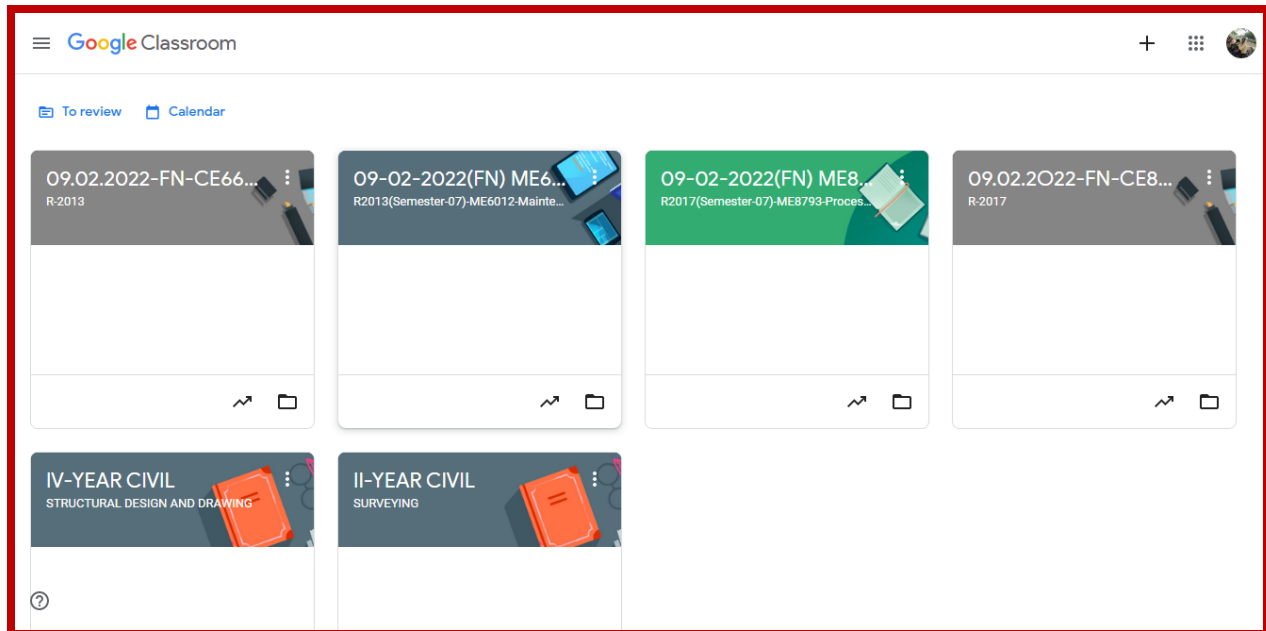 Google Classroom
To review Calendar
09.02.2022-FN-CE66...
R-2013
09-02-2022(FN) ME6...
R2013(Semester-07)-ME6012-Mainte...
09-02-2022(FN) ME8...
R2017(Semester-07)-ME8793-Proces...
09.02.2O22-FN-CE8...
R-2017
IV-YEAR CIVIL
STRUCTURAL DESIGN AND DRAWING
II-YEAR CIVIL
SURVEYING